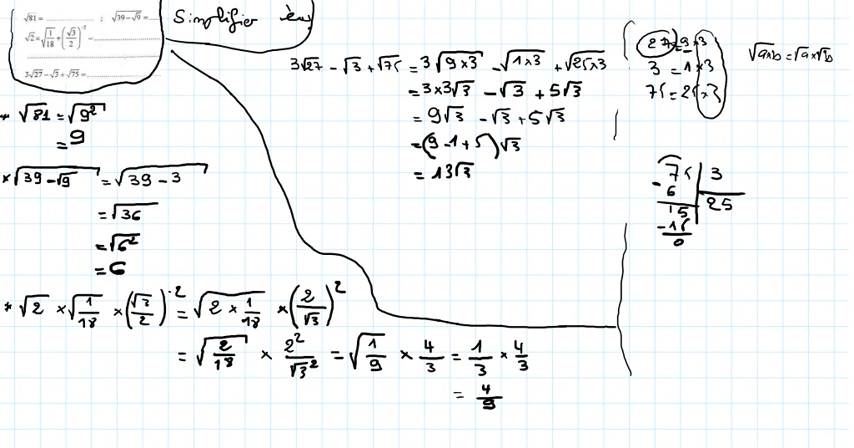 √81 = .......... ; √(39-√9) = ..........
√2 × √(1/18) + (√3/2)⁻² = ..........
3√27 - √3 + √75 = ..........
Simplifier
3√27 - √3 + √75 = 3√(9×3) - √(1×3) + √(25×3)
= 3×3√3 - √3 + 5√3
= 9√3 - √3 + 5√3
= (9-1+5)√3
= 13√3
27 = 9×3
3 = 1×3
75 = 25×3
√(a×b) = √a × √b
75 | 3
-6 | 25
15
-15
0
* √81 = √9²
= 9
× √(39-√9) = √(39-3)
= √36
= √6²
= 6
* √2 × √(1/18) × (√3/2)⁻² = √(2 × 1/18) × (2/√3)²
= √(2/18) × 2²/√3² = √(1/9) × 4/3 = 1/3 × 4/3
= 4/9